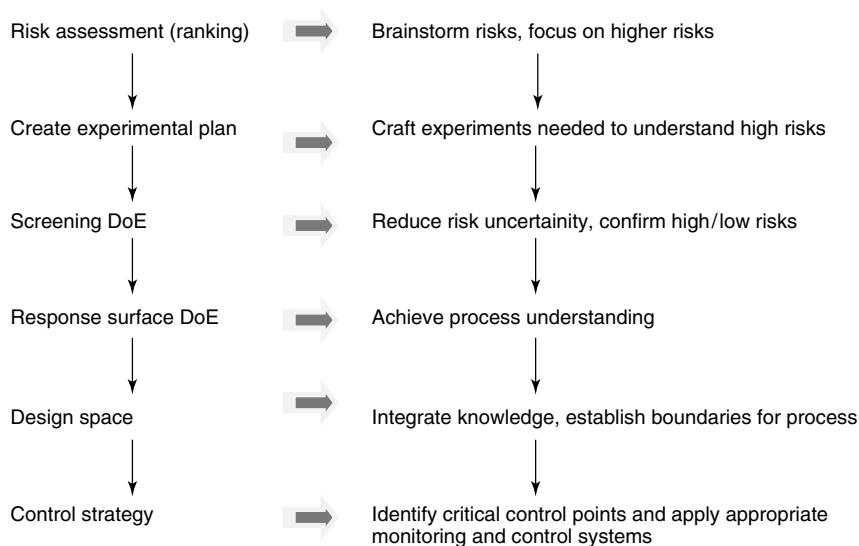 Risk assessment (ranking)
Brainstorm risks, focus on higher risks
Create experimental plan
Craft experiments needed to understand high risks
Screening DoE
Reduce risk uncertainity, confirm high/low risks
Response surface DoE
Achieve process understanding
Design space
Integrate knowledge, establish boundaries for process
Control strategy
Identify critical control points and apply appropriate
monitoring and control systems